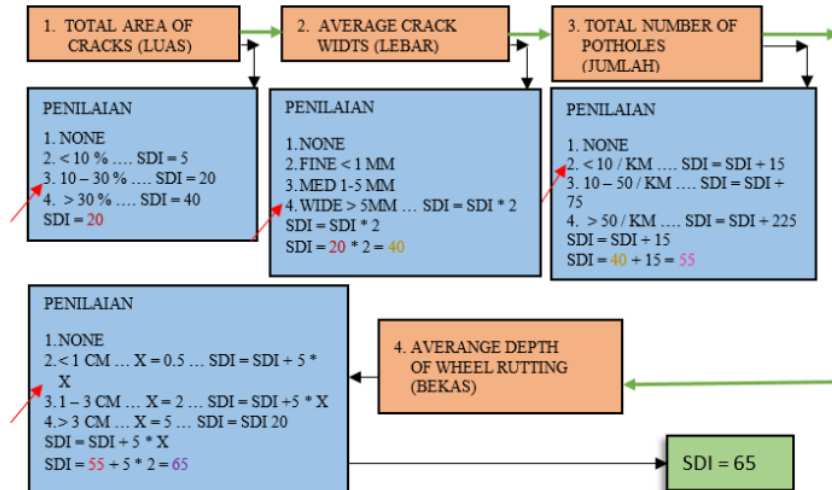 1. TOTAL AREA OF
CRACKS (LUAS)
2. AVERAGE CRACK
WIDTS (LEBAR)
3. TOTAL NUMBER OF
POTHOLES
(JUMLAH)
PENILAIAN
1. NONE
2. < 10 % .... SDI = 5
3. 10 – 30 % .... SDI = 20
4. > 30 % .... SDI = 40
SDI = 20
PENILAIAN
1.NONE
2.FINE < 1 MM
3.MED 1-5 MM
4.WIDE > 5MM ... SDI = SDI * 2
SDI = SDI * 2
SDI = 20 * 2 = 40
PENILAIAN
1. NONE
2. < 10 / KM .... SDI = SDI + 15
3. 10 – 50 / KM .... SDI = SDI +
75
4. > 50 / KM .... SDI = SDI + 225
SDI = SDI + 15
SDI = 40 + 15 = 55
PENILAIAN
1.NONE
2.< 1 CM ... X = 0.5 ... SDI = SDI + 5 *
X
3.1 – 3 CM ... X = 2 ... SDI = SDI +5 * X
4.> 3 CM ... X = 5 ... SDI = SDI 20
SDI = SDI + 5 * X
SDI = 55 + 5 * 2 = 65
4. AVERANGE DEPTH
OF WHEEL RUTTING
(BEKAS)
SDI = 65